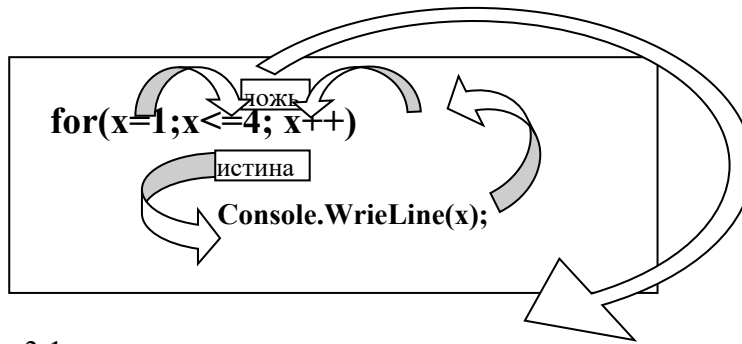 ложь
for(x=1;x<=4; x++)
истина
Console.WrieLine(x);